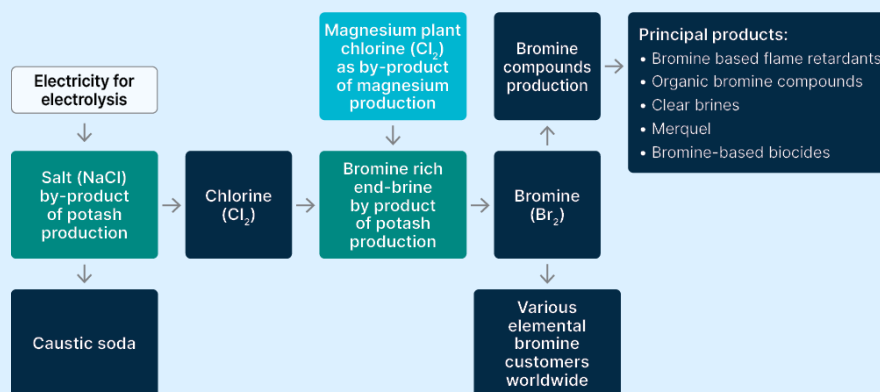 Electricity for
electrolysis
Salt (NaCl)
by-product
of potash
production
Caustic soda
Chlorine
(Cl₂)
Magnesium plant
chlorine (Cl₂)
as by-product
of magnesium
production
Bromine rich
end-brine
by product
of potash
production
Bromine
compounds
production
Bromine
(Br₂)
Various
elemental
bromine
customers
worldwide
Principal products:
• Bromine based flame retardants
• Organic bromine compounds
• Clear brines
• Merquel
• Bromine-based biocides